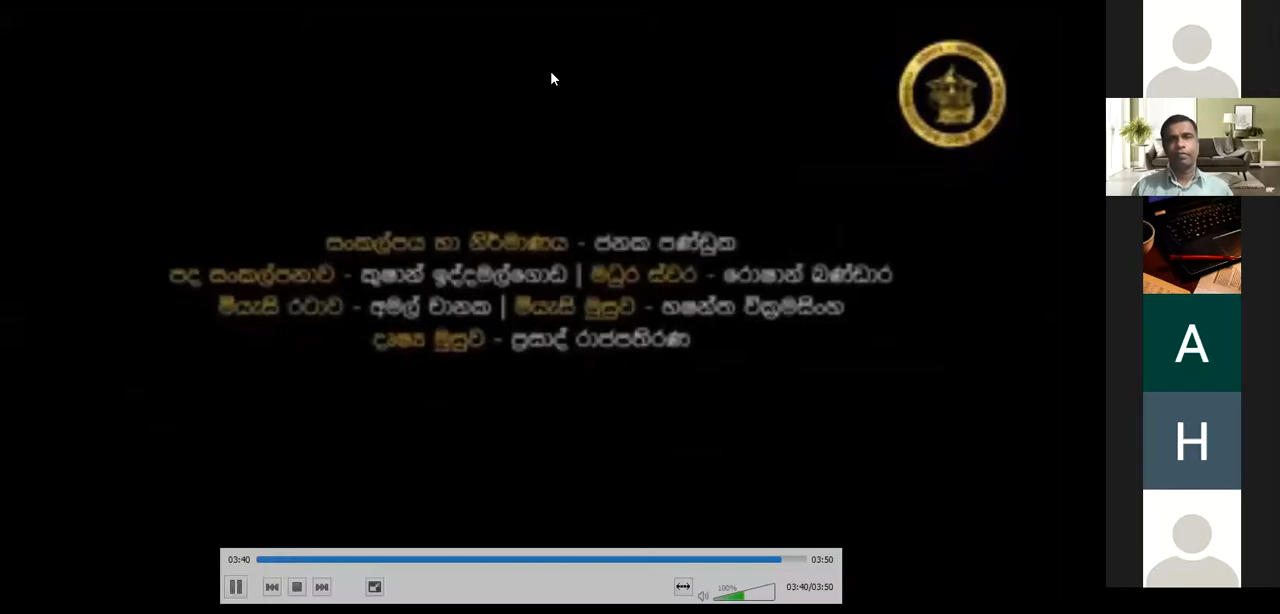 සංකල්පය හා නිර්මාණය - ජනක පණ්ඩුක
පද සංකල්පනාව - කුෂාන් ඉද්දමල්ගොඩ | මධුර ස්වර - රොෂාන් බණ්ඩාර
මියැසි රටාව - අමල් චානක | මියැසි මුසුව - හෂන්ත වික්‍රමසිංහ
දෘෂ්‍ය මුසුව - ප්‍රසාද් රාජපතිරණ
A
H
03:40
03:50
100%
03:40/03:50